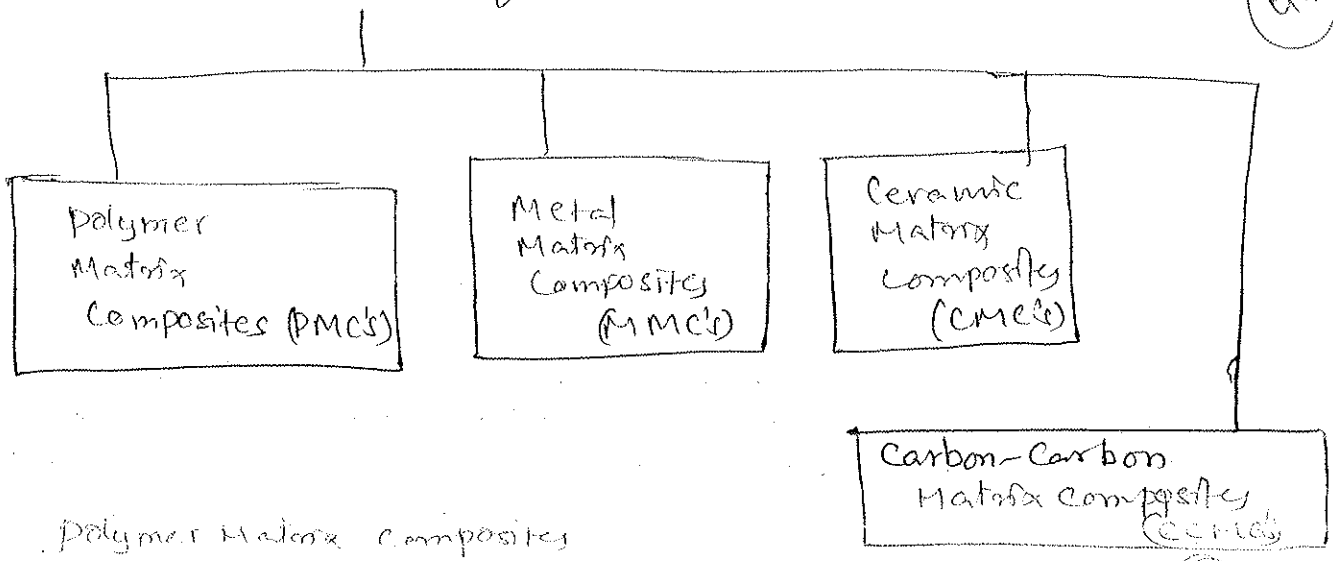 Polymer
Matrix
Composites (PMC's)
Metal
Matrix
Composites
(MMC's)
Ceramic
Matrix
Composites
(CMC's)
Carbon-Carbon
Matrix Composites
(CCMC's)
Polymer Matrix Composites